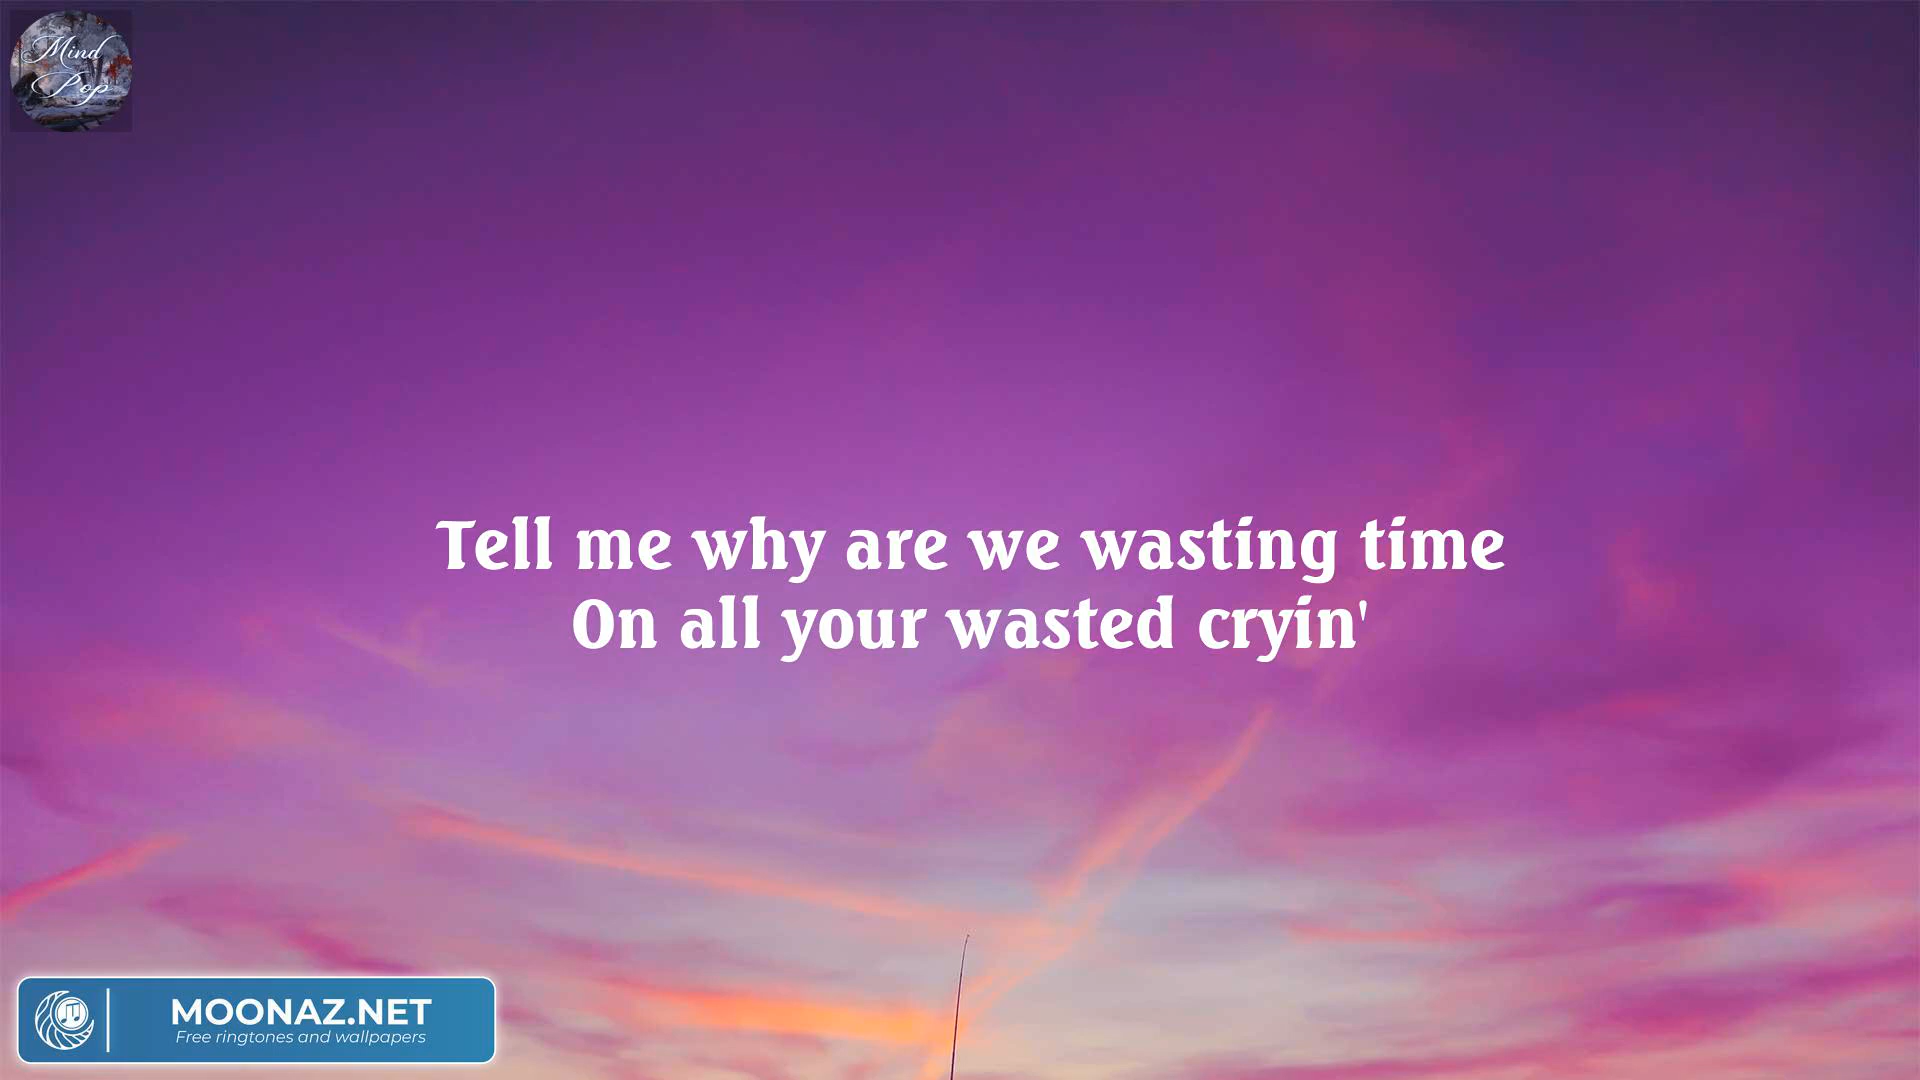 Mind
Pop
Tell me why are we wasting time
On all your wasted cryin'
MOONAZ.NET
Free ringtones and wallpapers